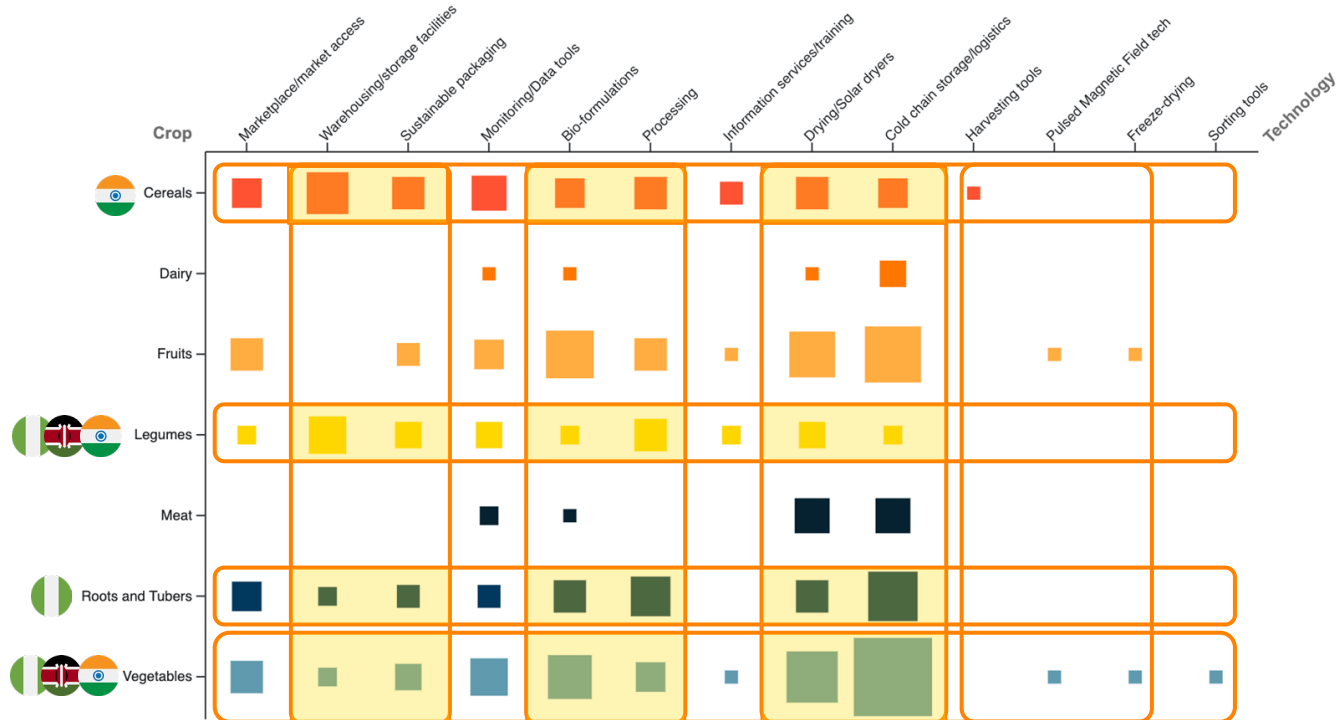 Marketplace/market access
Warehousing/storage facilities
Sustainable packaging
Monitoring/Data tools
Bio-formulations
Processing
Information services/training
Drying/Solar dryers
Cold chain storage/logistics
Harvesting tools
Pulsed Magnetic Field tech
Freeze-drying
Sorting tools
Technology
Crop
Cereals
Dairy
Fruits
Legumes
Meat
Roots and Tubers
Vegetables